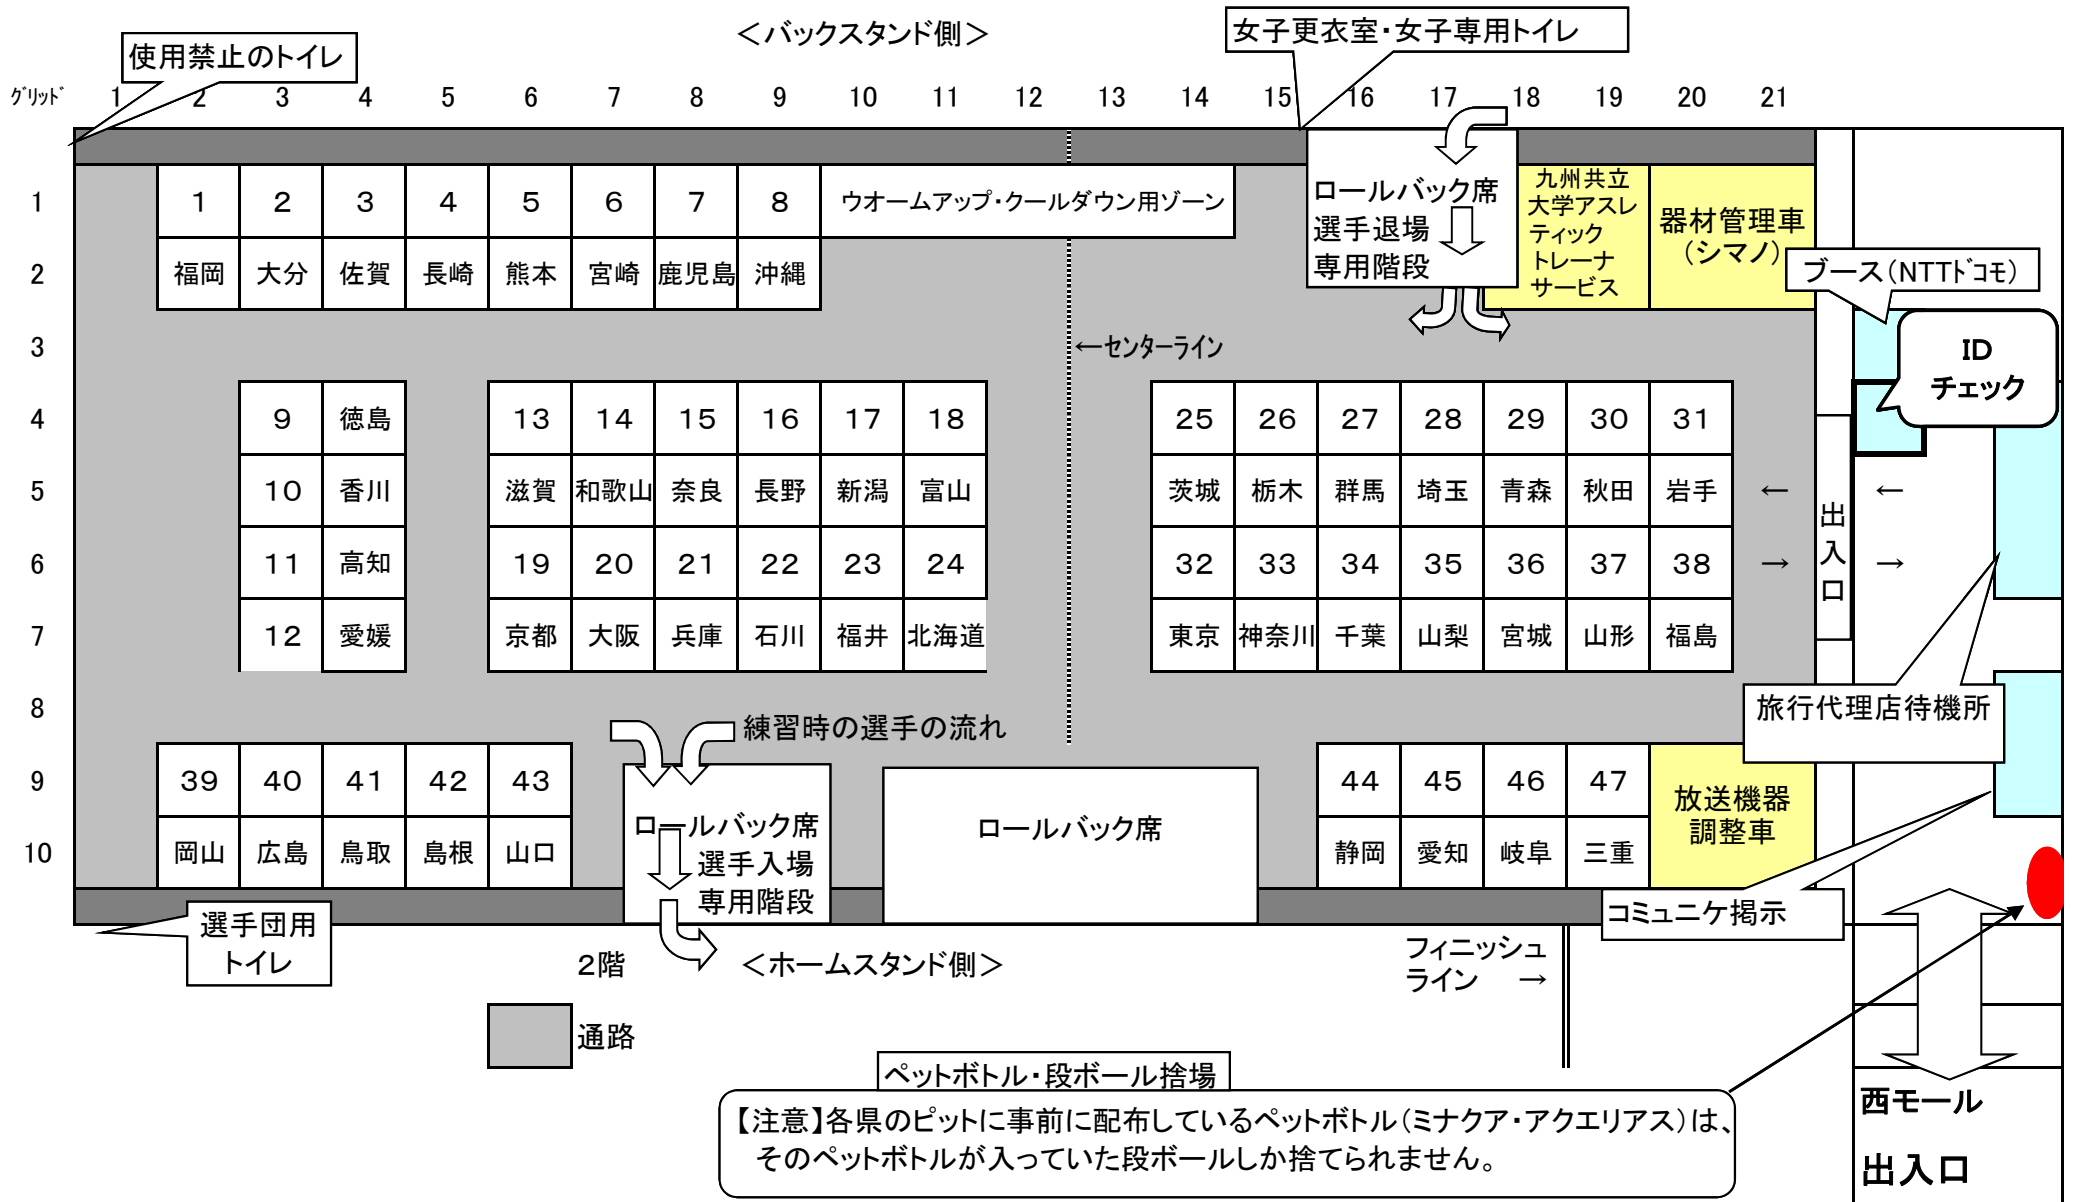 <バックスタンド側>
使用禁止のトイレ
女子更衣室・女子専用トイレ
グリッド 1 2 3 4 5 6 7 8 9 10 11 12 13 14 15 16 17 18 19 20 21
1 1 2 3 4 5 6 7 8 ウオームアップ・クールダウン用ゾーン
2 福岡 大分 佐賀 長崎 熊本 宮崎 鹿児島 沖縄
ロールバック席
選手退場
専用階段
九州共立
大学アスレ
ティック
トレーナ
サービス
器材管理車
(シマノ)
ブース(NTTドコモ)
3 ←センターライン
ID
チェック
4 9 徳島 13 14 15 16 17 18 25 26 27 28 29 30 31
5 10 香川 滋賀 和歌山 奈良 長野 新潟 富山 茨城 栃木 群馬 埼玉 青森 秋田 岩手 ← ←
6 11 高知 19 20 21 22 23 24 32 33 34 35 36 37 38 → →
7 12 愛媛 京都 大阪 兵庫 石川 福井 北海道 東京 神奈川 千葉 山梨 宮城 山形 福島
出
入
口
8 練習時の選手の流れ
旅行代理店待機所
9 39 40 41 42 43 44 45 46 47
10 岡山 広島 鳥取 島根 山口 静岡 愛知 岐阜 三重
ロールバック席
選手入場
専用階段
ロールバック席
放送機器
調整車
コミュニケ掲示
選手団用
トイレ
2階
<ホームスタンド側>
フィニッシュ
ライン →
通路
ペットボトル・段ボール捨場
【注意】各県のピットに事前に配布しているペットボトル(ミナクア・アクエリアス)は、
そのペットボトルが入っていた段ボールしか捨てられません。
西モール
出入口